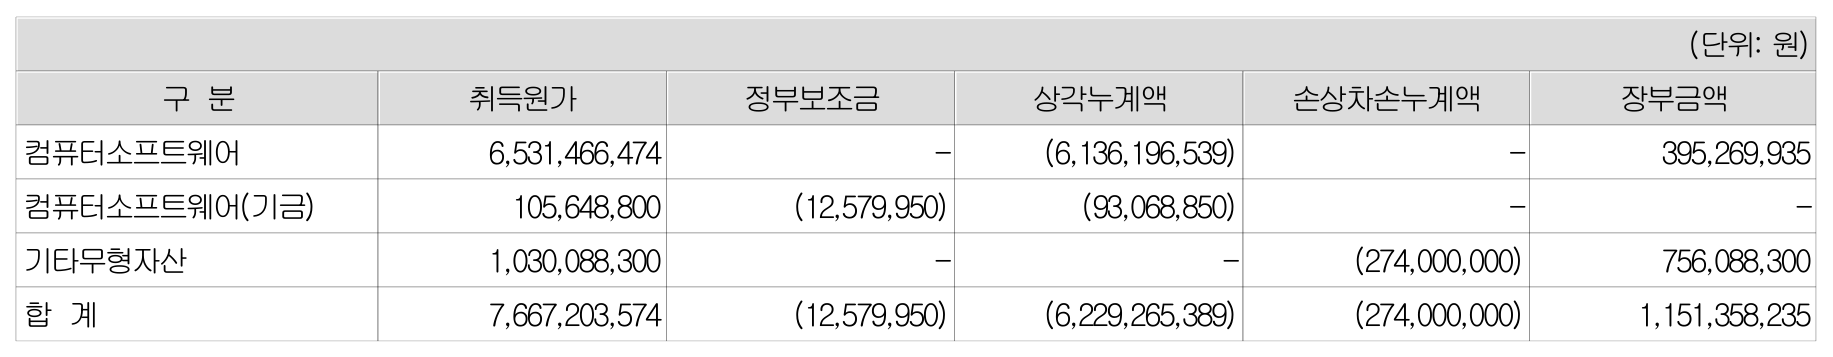 (단위: 원)
구 분 취득원가 정부보조금 상각누계액 손상차손누계액 장부금액
컴퓨터소프트웨어 6,531,466,474 - (6,136,196,539) - 395,269,935
컴퓨터소프트웨어(기금) 105,648,800 (12,579,950) (93,068,850) - -
기타무형자산 1,030,088,300 - - (274,000,000) 756,088,300
합 계 7,667,203,574 (12,579,950) (6,229,265,389) (274,000,000) 1,151,358,235